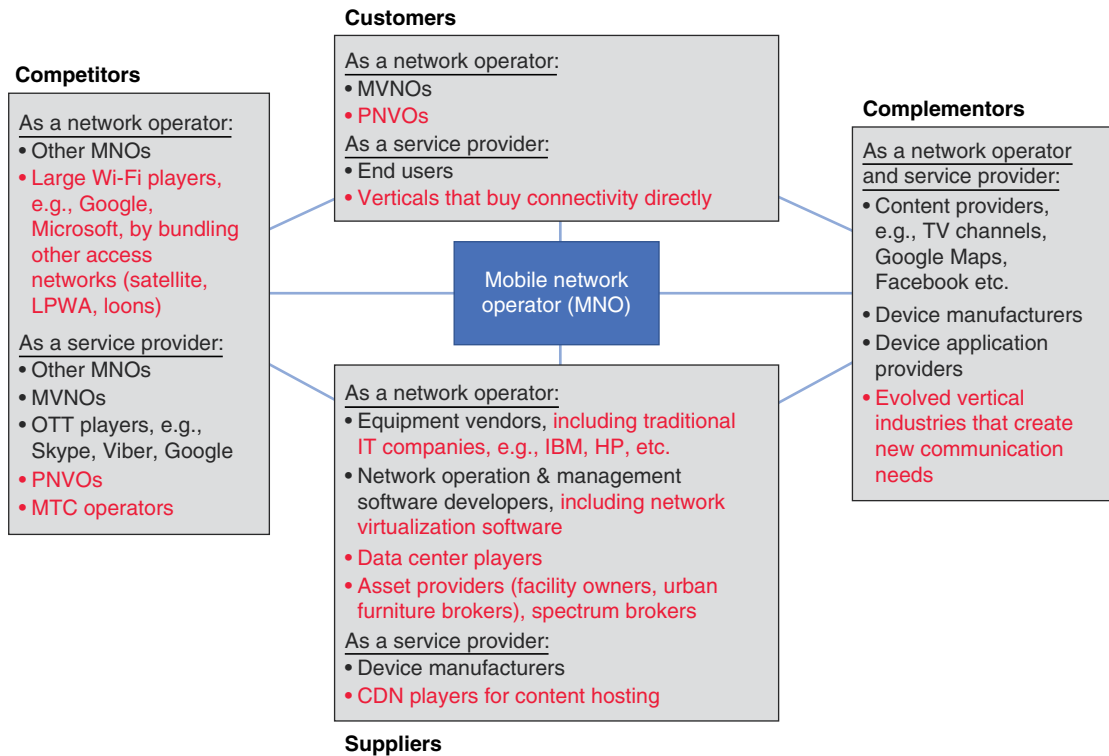 Customers
As a network operator:
• MVNOs
• PNVOs
As a service provider:
• End users
• Verticals that buy connectivity directly
Competitors
As a network operator:
• Other MNOs
• Large Wi-Fi players,
e.g., Google,
Microsoft, by bundling
other access
networks (satellite,
LPWA, loons)
As a service provider:
• Other MNOs
• MVNOs
• OTT players, e.g.,
Skype, Viber, Google
• PNVOs
• MTC operators
Mobile network
operator (MNO)
Complementors
As a network operator
and service provider:
• Content providers,
e.g., TV channels,
Google Maps,
Facebook etc.
• Device manufacturers
• Device application
providers
• Evolved vertical
industries that create
new communication
needs
As a network operator:
• Equipment vendors, including traditional
IT companies, e.g., IBM, HP, etc.
• Network operation & management
software developers, including network
virtualization software
• Data center players
• Asset providers (facility owners, urban
furniture brokers), spectrum brokers
As a service provider:
• Device manufacturers
• CDN players for content hosting
Suppliers